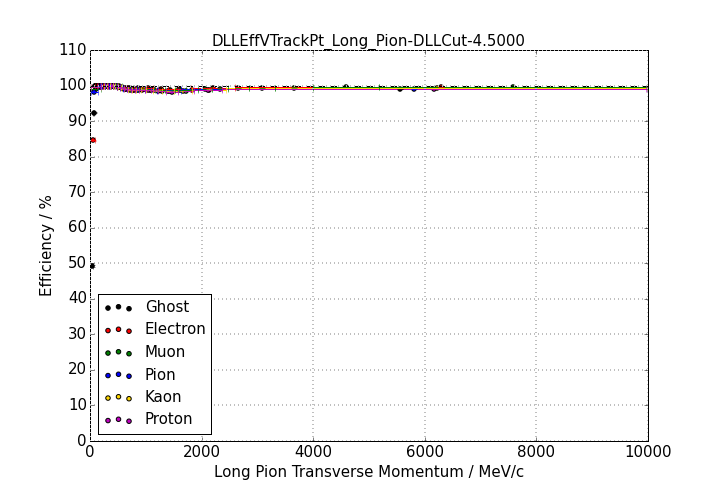 DLLEffVTrackPt_Long_Pion-DLLCut-4.5000
110
100
90
80
70
60
50
40
30
20
10
0
Efficiency / %
Ghost
Electron
Muon
Pion
Kaon
Proton
0 2000 4000 6000 8000 10000
Long Pion Transverse Momentum / MeV/c